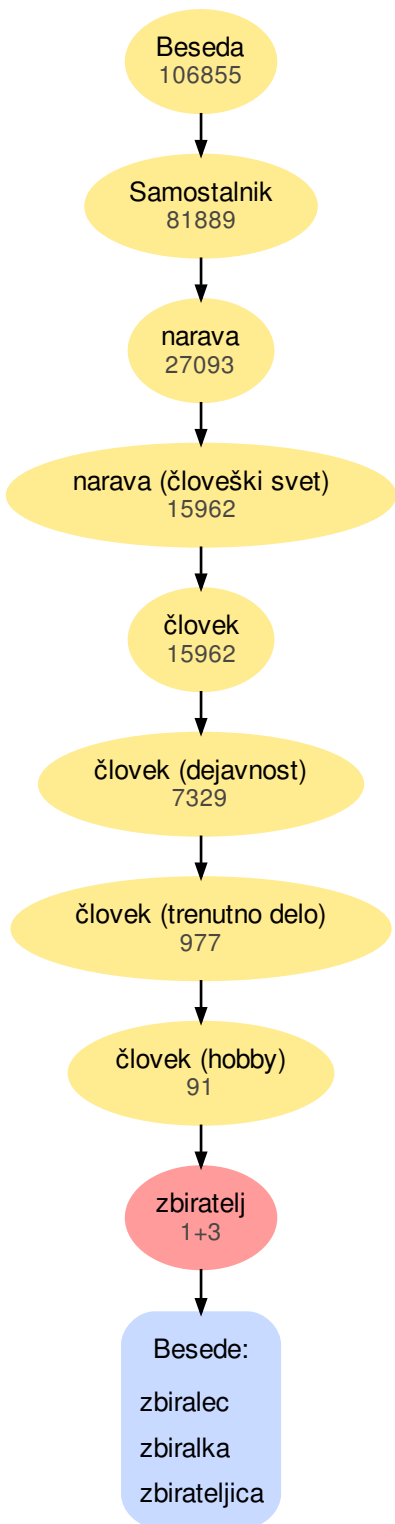 Beseda
106855
Samostalnik
81889
narava
27093
narava (človeški svet)
15962
človek
15962
človek (dejavnost)
7329
človek (trenutno delo)
977
človek (hobby)
91
zbiratelj
1+3
Besede:
zbiralec
zbiralka
zbirateljica